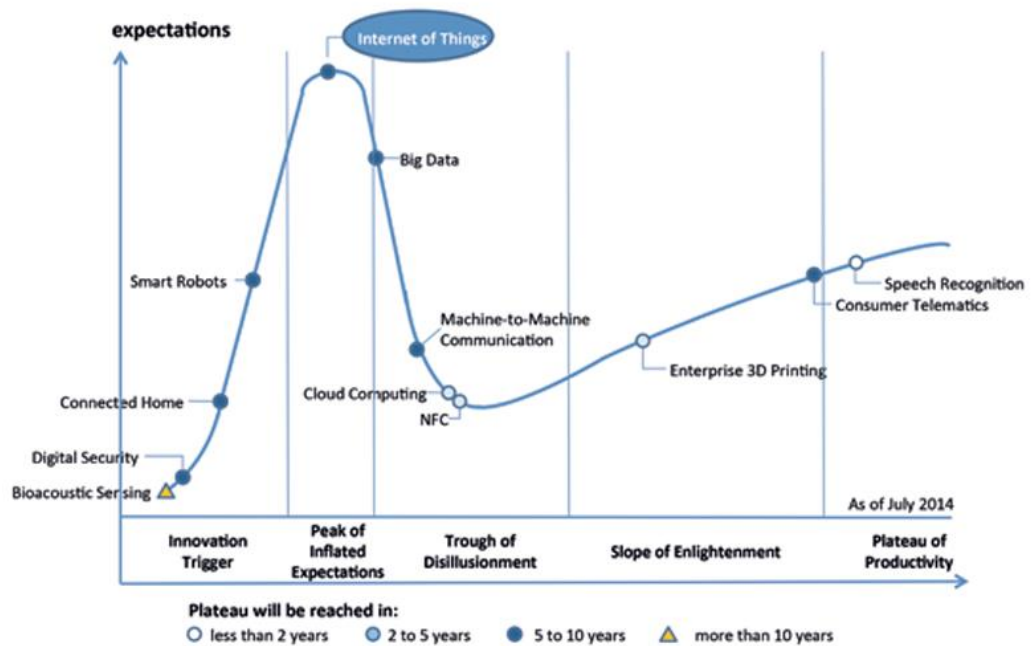 expectations
Internet of Things
Big Data
Smart Robots
Machine-to-Machine
Communication
Connected Home
Cloud Computing
NFC
Speech Recognition
Consumer Telematics
Enterprise 3D Printing
Digital Security
Bioacoustic Sensing
As of July 2014
Innovation
Trigger
Peak of
Inflated
Expectations
Trough of
Disillusionment
Slope of Enlightenment
Plateau of
Productivity
Plateau will be reached in:
less than 2 years
2 to 5 years
5 to 10 years
more than 10 years